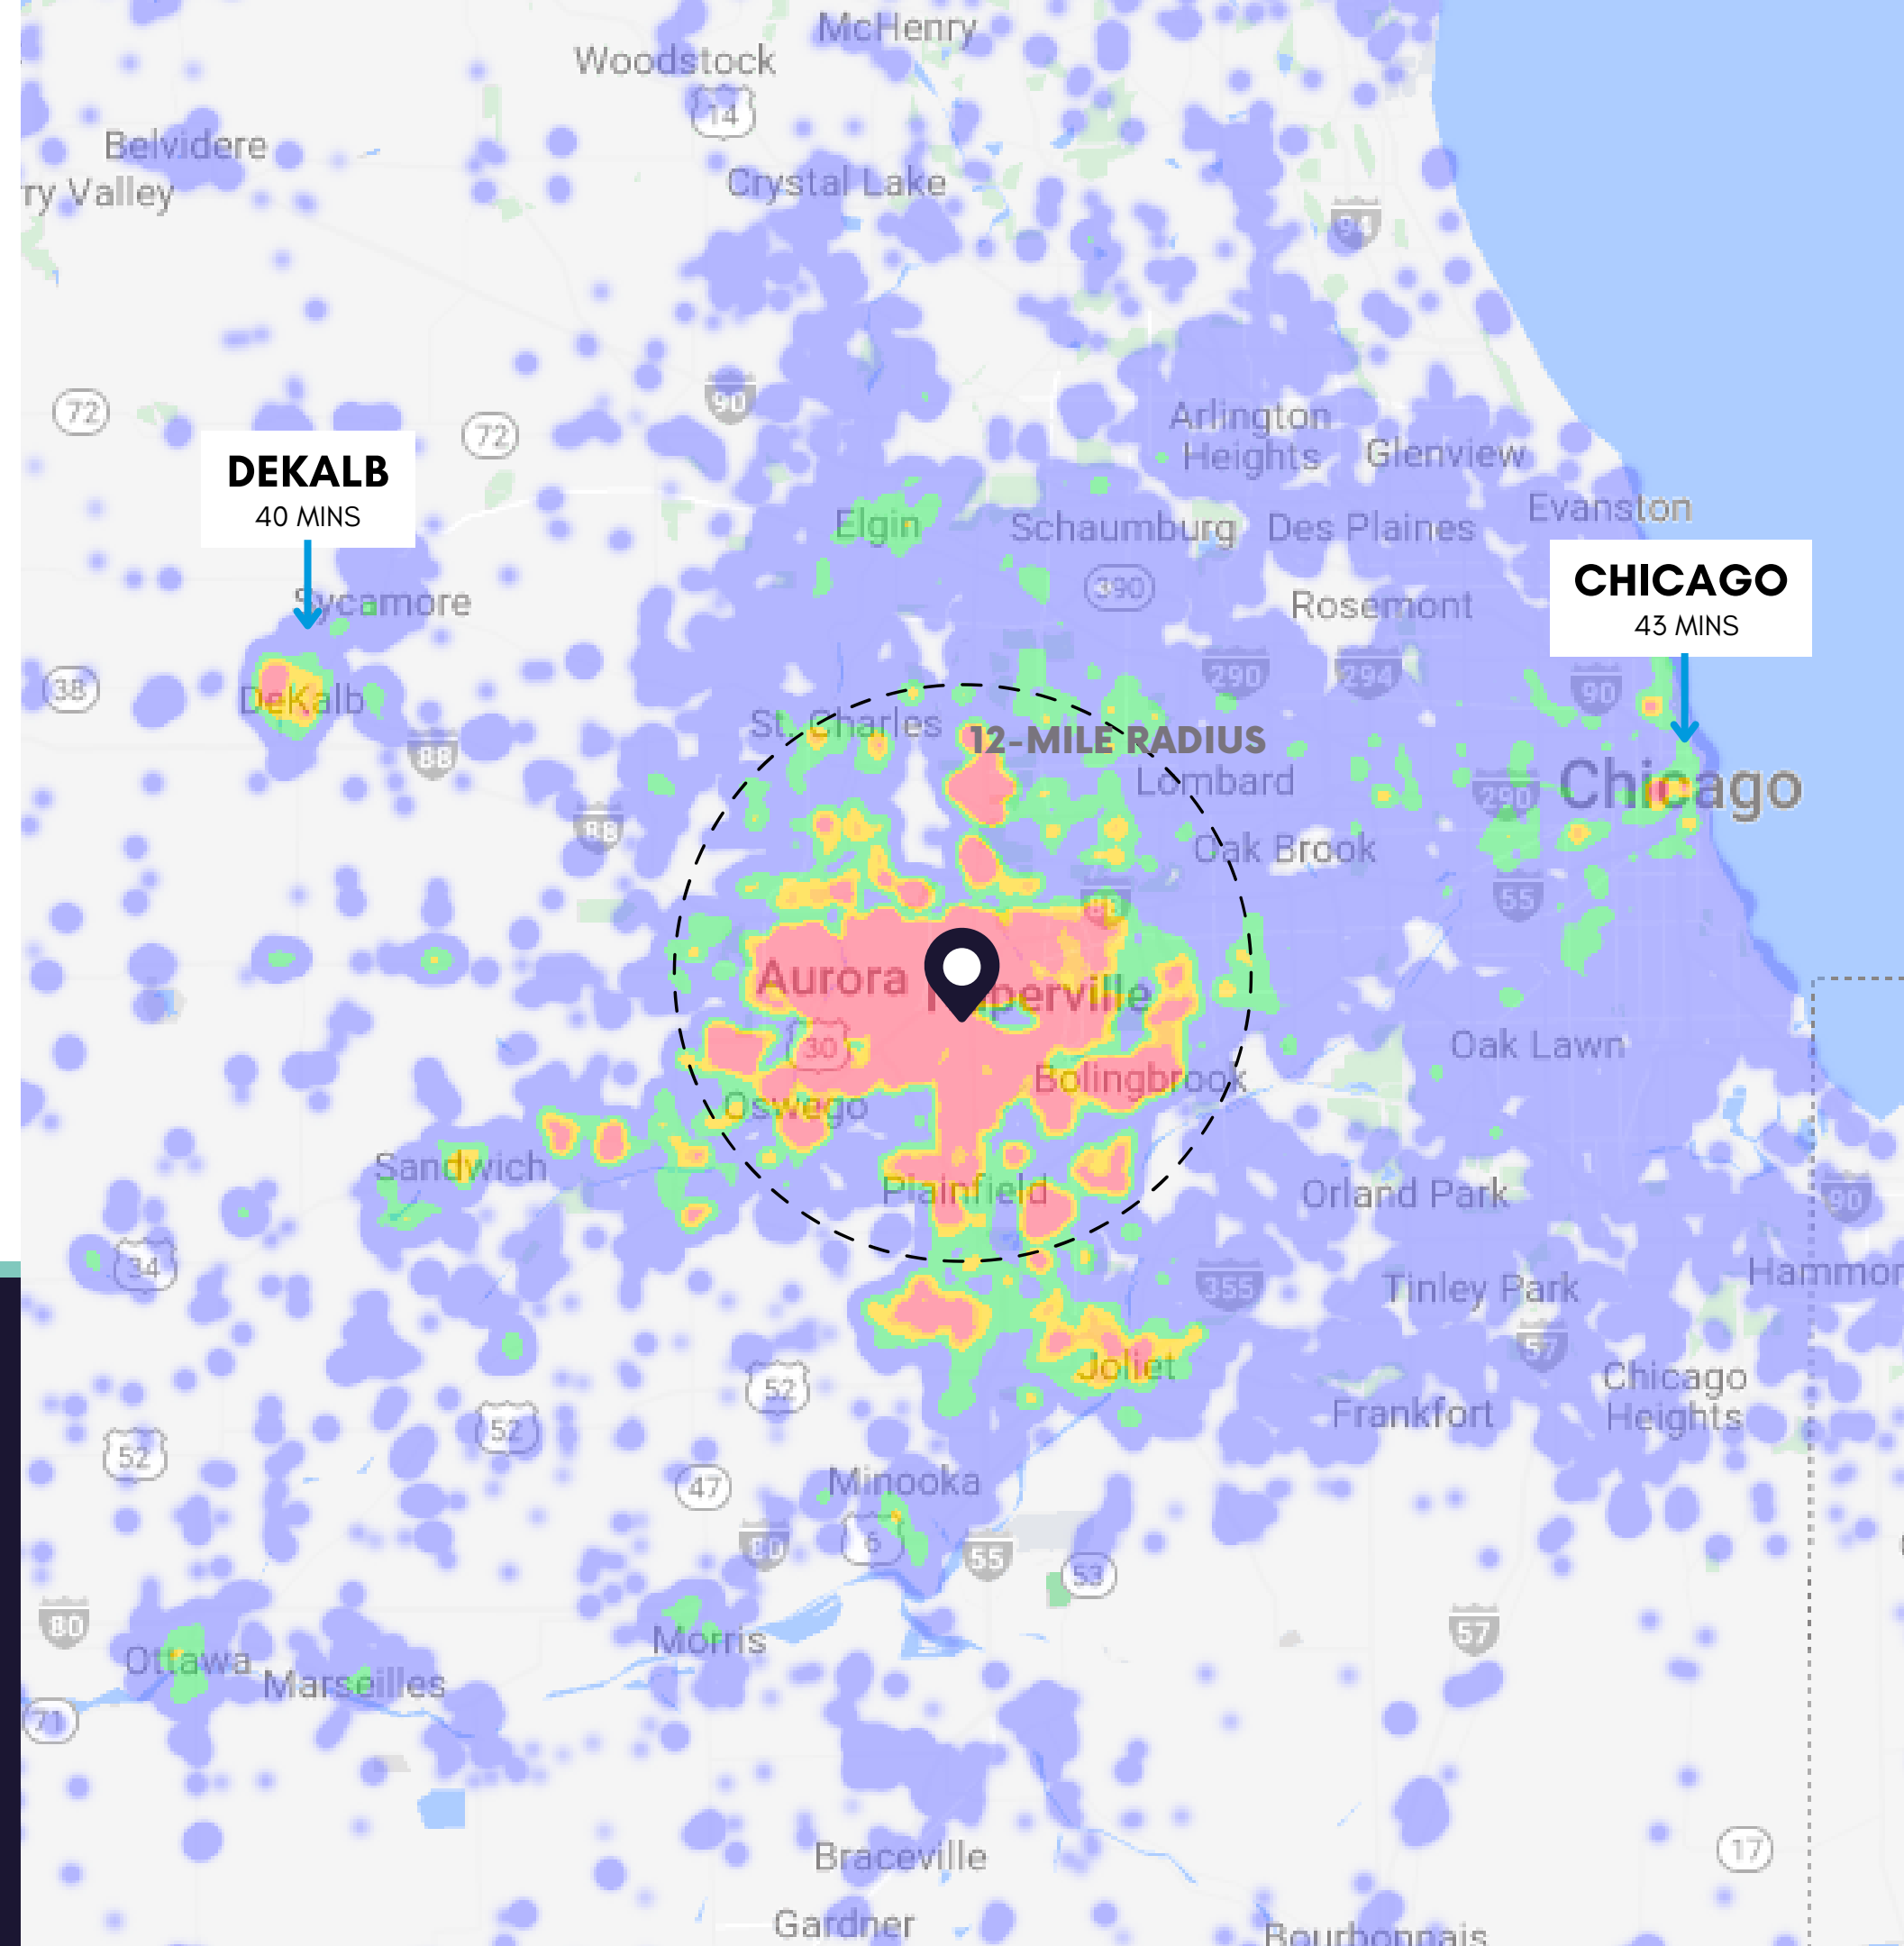 McHenry
Woodstock
14
Belvidere
Crystal Lake
ry Valley
94
72
90
72
Arlington
Heights
Glenview
DEKALB
40 MINS
Elgin
Schaumburg
Des Plaines
Evanston
CHICAGO
43 MINS
390
Sycamore
Rosemont
38
DeKalb
290
294
90
St. Charles
12-MILE RADIUS
88
Lombard
290
Chicago
88
Oak Brook
88
55
Aurora
Naperville
30
Oak Lawn
Bolingbrook
Oswego
Sandwich
Plainfield
Orland Park
90
34
355
Tinley Park
Hammon
57
Joliet
52
Chicago
Heights
52
52
Frankfort
47
Minooka
80
6
55
53
80
57
Ottawa
Morris
Marseilles
71
Braceville
17
Gardner
Bourbonnais